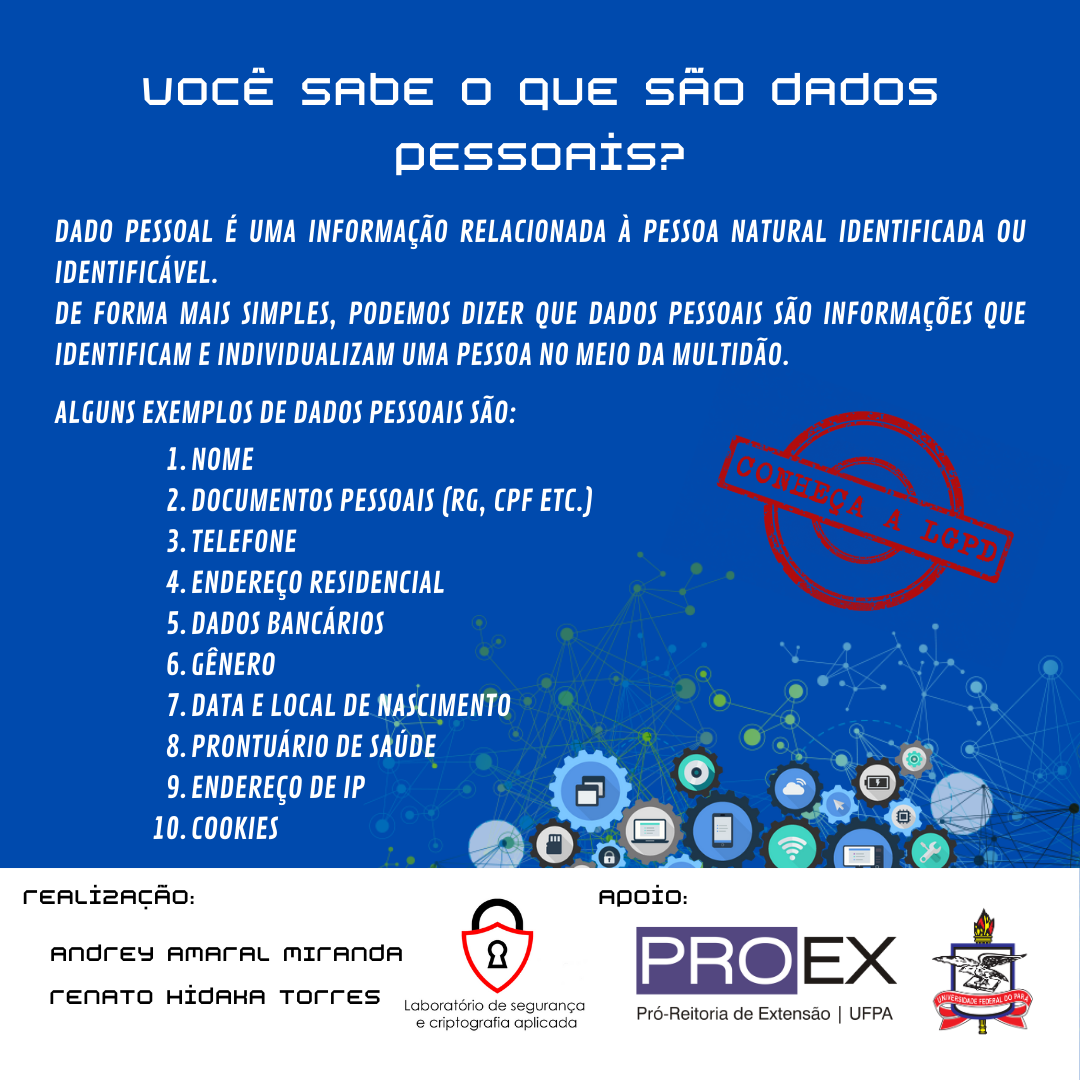 VOCÊ SABE O QUE SÃO DADOS
PESSOAIS?
DADO PESSOAL É UMA INFORMAÇÃO RELACIONADA À PESSOA NATURAL IDENTIFICADA OU
IDENTIFICÁVEL.
DE FORMA MAIS SIMPLES, PODEMOS DIZER QUE DADOS PESSOAIS SÃO INFORMAÇÕES QUE
IDENTIFICAM E INDIVIDUALIZAM UMA PESSOA NO MEIO DA MULTIDÃO.
ALGUNS EXEMPLOS DE DADOS PESSOAIS SÃO:
1. NOME
2. DOCUMENTOS PESSOAIS (RG, CPF ETC.)
3. TELEFONE
4. ENDEREÇO RESIDENCIAL
5. DADOS BANCÁRIOS
6. GÊNERO
7. DATA E LOCAL DE NASCIMENTO
8. PRONTUÁRIO DE SAÚDE
9. ENDEREÇO DE IP
10. COOKIES
CONHEÇA A LGPD
REALIZAÇÃO:
ANDREY AMARAL MIRANDA
RENATO HIDAKA TORRES
Laboratório de segurança
e criptografia aplicada
APOIO:
PROEX
Pró-Reitoria de Extensão | UFPA
UNIVERSIDADE FEDERAL DO PARÁ